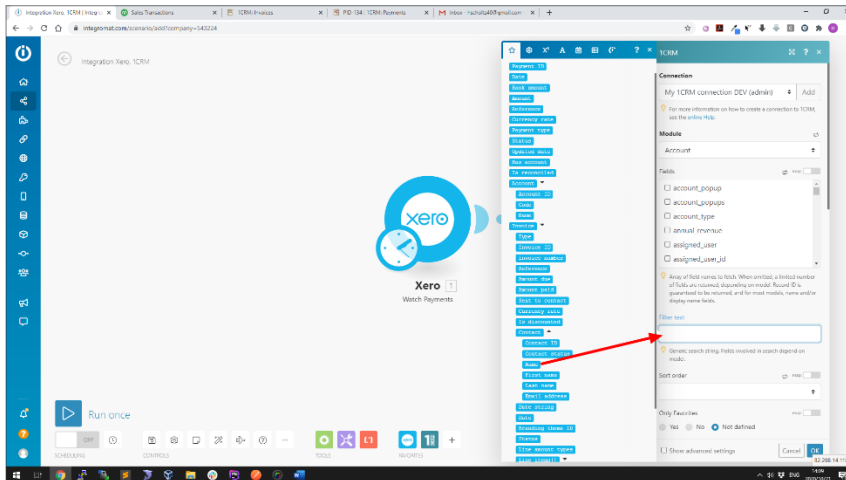 Integration Xero, 1CRM | Integr
Sales Transactions
1CRM: Invoices
PID-134 : 1CRM: Payments
integromat.com/scenario/add?company=543224
Integration Xero, 1CRM
Payment ID
Date
Bank amount
Amount
Reference
Currency rate
Payment type
Status
Updated date
Has account
Is reconciled
Account
Account ID
Code
Name
Invoice
Type
Invoice ID
Invoice number
Reference
Amount due
Amount paid
Sent to contact
Currency rate
Is discounted
Contact
Contact ID
Contact status
Name
First name
Last name
Email address
Date string
Date
Branding theme ID
Status
Line amount types
Line items[]
xero
Xero 1
Watch Payments
1CRM
Connection
My 1CRM connection DEV (admin)
Add
For more information on how to create a connection to 1CRM,
see the online Help.
Module
Account
Fields
map
account_popup
account_popups
account_type
annual_revenue
assigned_user
assigned_user_id
Array of field names to fetch. When omitted, a limited number
of fields are returned, depending on model. Record ID is
guaranteed to be returned, and for most models, name and/or
display name fields.
Filter text
Generic search string. Fields involved in search depend on
model.
Sort order
map
Only Favorites
map
Yes
No
Not defined
Show advanced settings
Cancel
OK
Run once
OFF
SCHEDULING
CONTROLS
TOOLS
FAVORITES
ENG
14:09